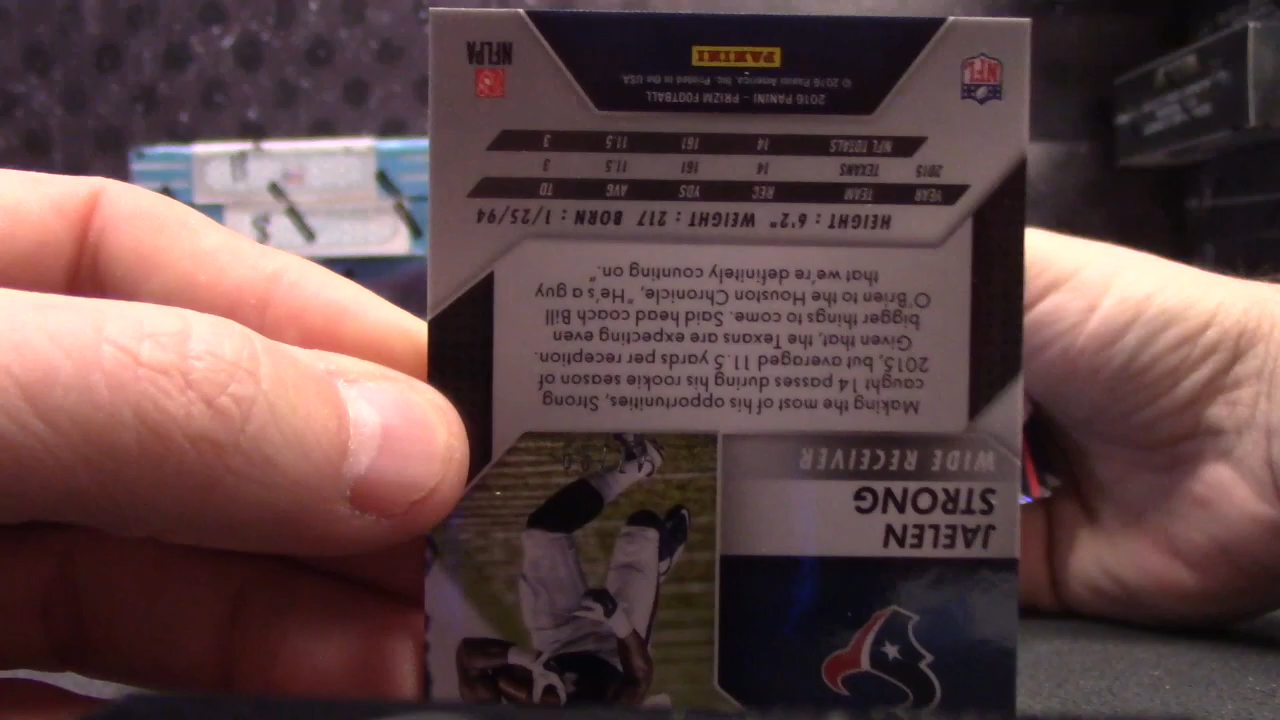 JAELEN
STRONG
WIDE RECEIVER
Making the most of his opportunities, Strong
caught 14 passes during his rookie season of
2015, but averaged 11.5 yards per reception.
Given that, the Texans are expecting even
bigger things to come. Said head coach Bill
O'Brien to the Houston Chronicle, "He's a guy
that we're definitely counting on."
HEIGHT: 6'2" WEIGHT: 217 BORN: 1/25/94
YEAR TEAM REC YDS AVG TD
2015 TEXANS 14 161 11.5 3
NFL TOTALS 14 161 11.5 3
2016 PANINI - PRIZM FOOTBALL
© 2016 Panini America, Inc. Printed in the USA.
PANINI
NFL
NFLPA